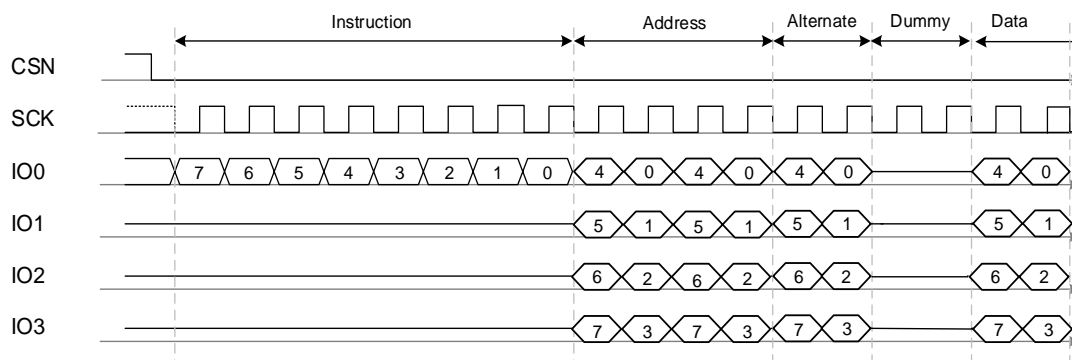 Instruction Address Alternate Dummy Data
CSN
SCK
IO0 7 6 5 4 3 2 1 0 4 0 4 0 4 0 4 0
IO1 5 1 5 1 5 1 5 1
IO2 6 2 6 2 6 2 6 2
IO3 7 3 7 3 7 3 7 3